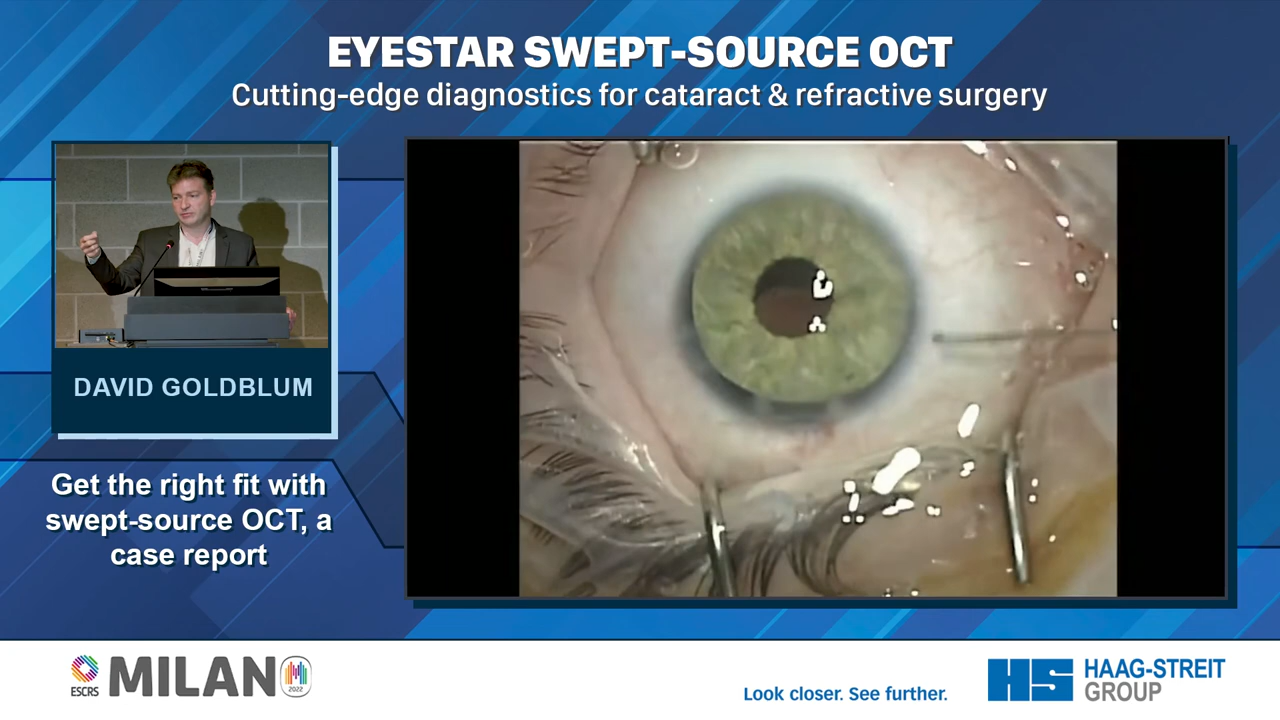 EYESTAR SWEPT-SOURCE OCT
Cutting-edge diagnostics for cataract & refractive surgery
DAVID GOLDBLUM
Get the right fit with
swept-source OCT, a
case report
ESCRS
MILANO
2022
Look closer. See further.
HS
HAAG-STREIT
GROUP